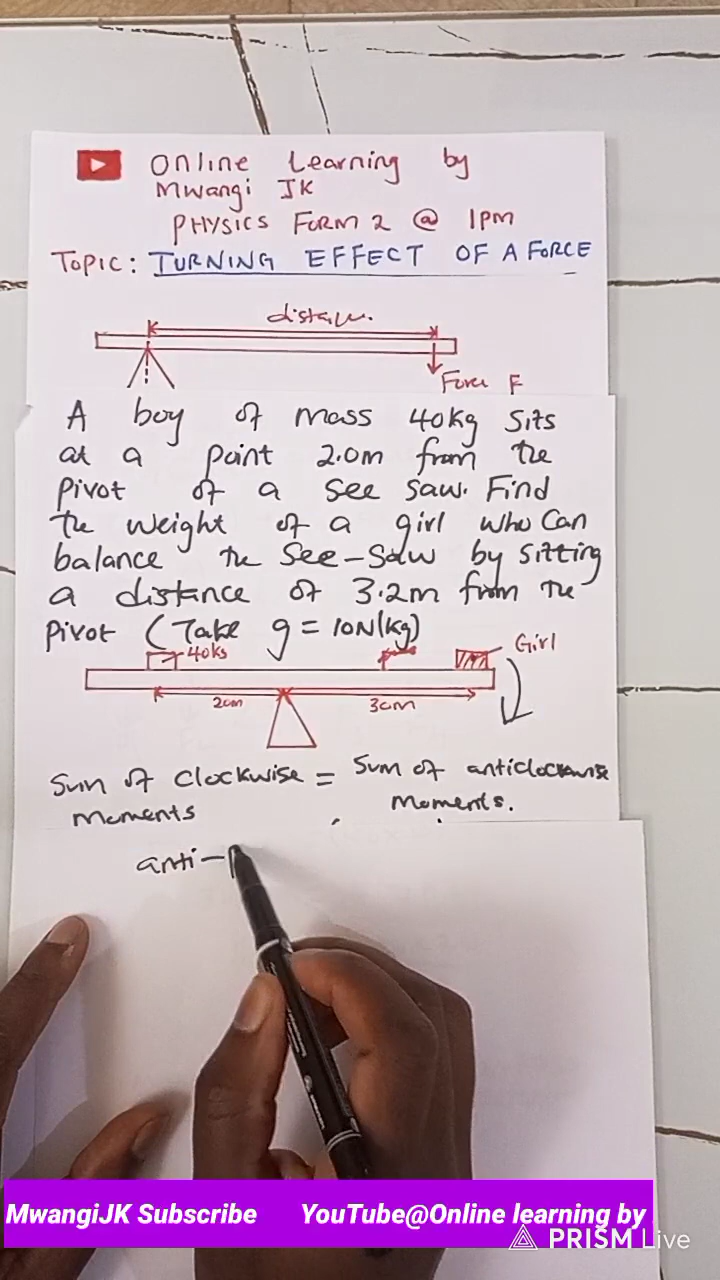 Online Learning by
Mwangi JK
PHYSICS FORM 2 @ 1pm
TOPIC: TURNING EFFECT OF A FORCE
Force F
A boy of mass 40kg sits
at a point 2.0m from the
pivot of a see saw. Find
the weight of a girl who can
balance the see-saw by sitting
a distance of 3.2m from the
pivot (Take g = 10N/kg)
Girl
2cm
3cm
Sum of clockwise = Sum of anticlockwise
moments moments.
anti-
MwangiJK Subscribe YouTube@Online learning by
PRISM Live